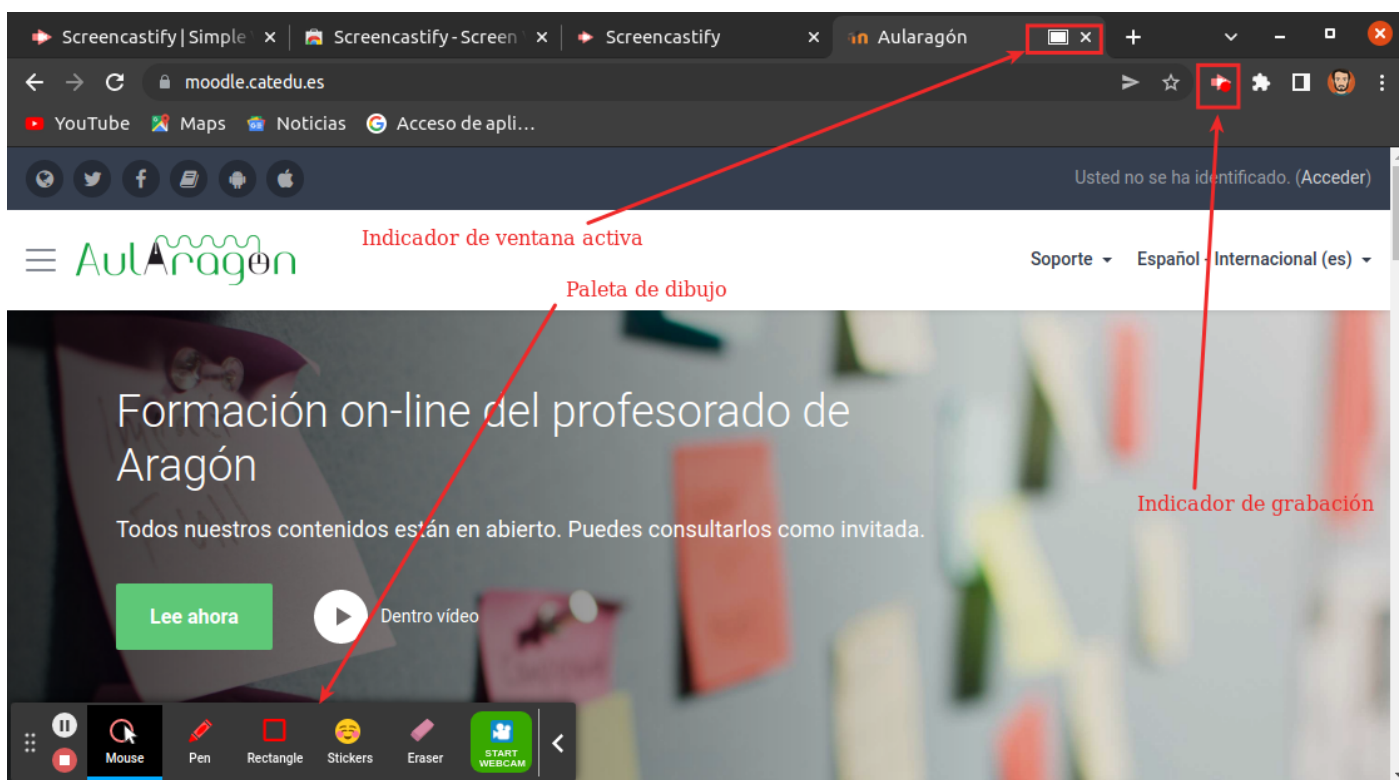 Screencastify | Simple
Screencastify - Screen
Screencastify
Aularagón
moodle.catedu.es
YouTube
Maps
Noticias
Acceso de apli...
Usted no se ha identificado. (Acceder)
Indicador de ventana activa
AulAragón
Soporte
Español - Internacional (es)
Paleta de dibujo
Formación on-line del profesorado de
Aragón
Todos nuestros contenidos están en abierto. Puedes consultarlos como invitada.
Indicador de grabación
Lee ahora
Dentro vídeo
Mouse
Pen
Rectangle
Stickers
Eraser
START
WEBCAM